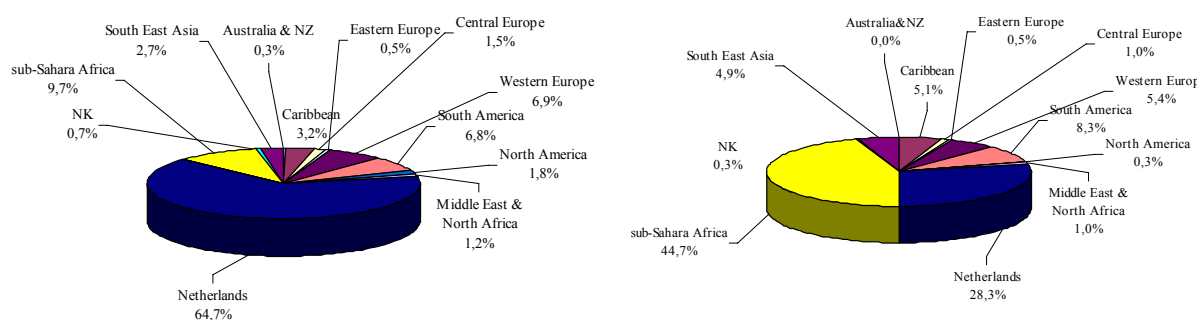 South East Asia
2,7%
Australia & NZ
0,3%
Eastern Europe
0,5%
Central Europe
1,5%
sub-Sahara Africa
9,7%
Western Europe
6,9%
NK
0,7%
Caribbean
3,2%
South America
6,8%
North America
1,8%
Middle East &
North Africa
1,2%
Netherlands
64,7%
Australia&NZ
0,0%
Eastern Europe
0,5%
Central Europe
1,0%
South East Asia
4,9%
Caribbean
5,1%
Western Europ
5,4%
South America
8,3%
NK
0,3%
North America
0,3%
Middle East &
North Africa
1,0%
sub-Sahara Africa
44,7%
Netherlands
28,3%